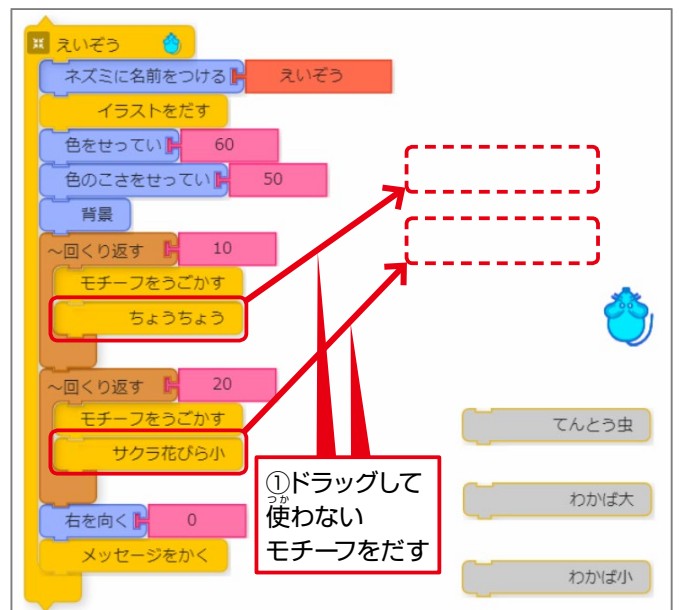 えいぞう
ネズミに名前をつける えいぞう
イラストをだす
色をせってい 60
色のこさをせってい 50
背景
～回くり返す 10
モチーフをうごかす
ちょうちょう
～回くり返す 20
モチーフをうごかす
サクラ花びら小
右を向く 0
メッセージをかく
てんとう虫
わかば大
わかば小
①ドラッグして
つか
使わない
モチーフをだす